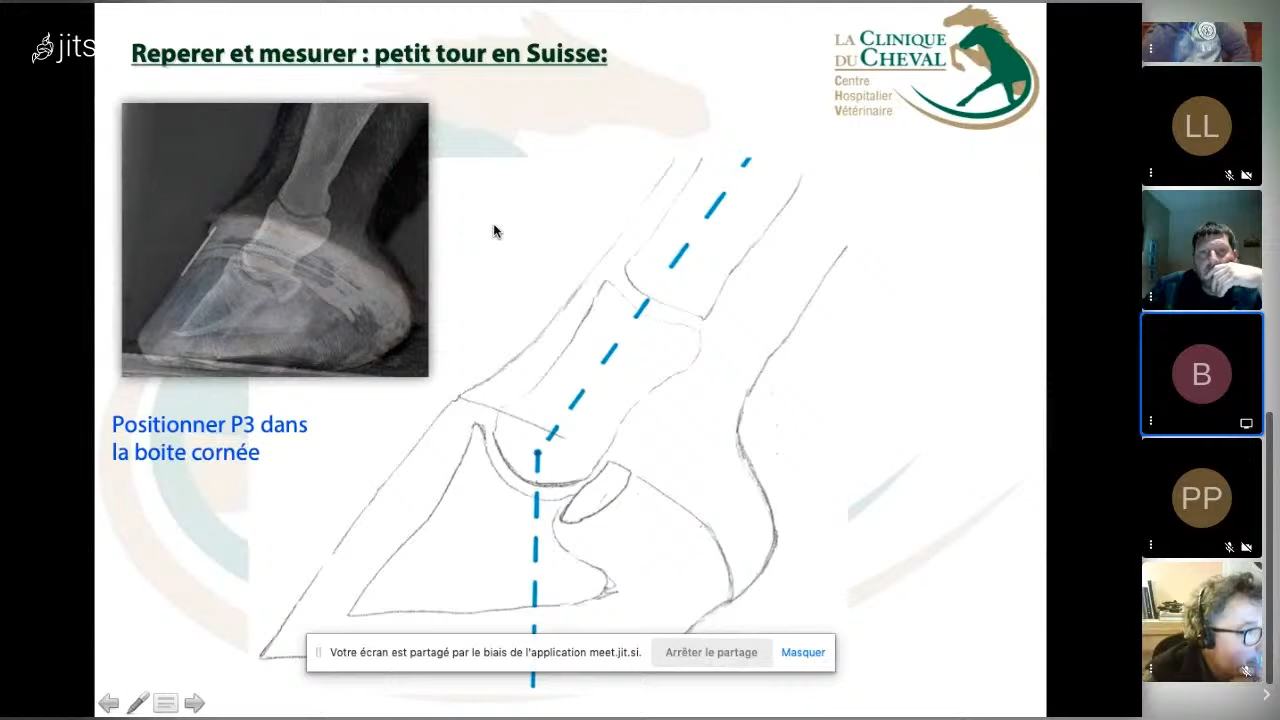 jits
Reperer et mesurer : petit tour en Suisse:
LA CLINIQUE
DU CHEVAL
Centre
Hospitalier
Vétérinaire
Positionner P3 dans
la boite cornée
Votre écran est partagé par le biais de l'application meet.jit.si.
Arrêter le partage
Masquer
LL
B
PP